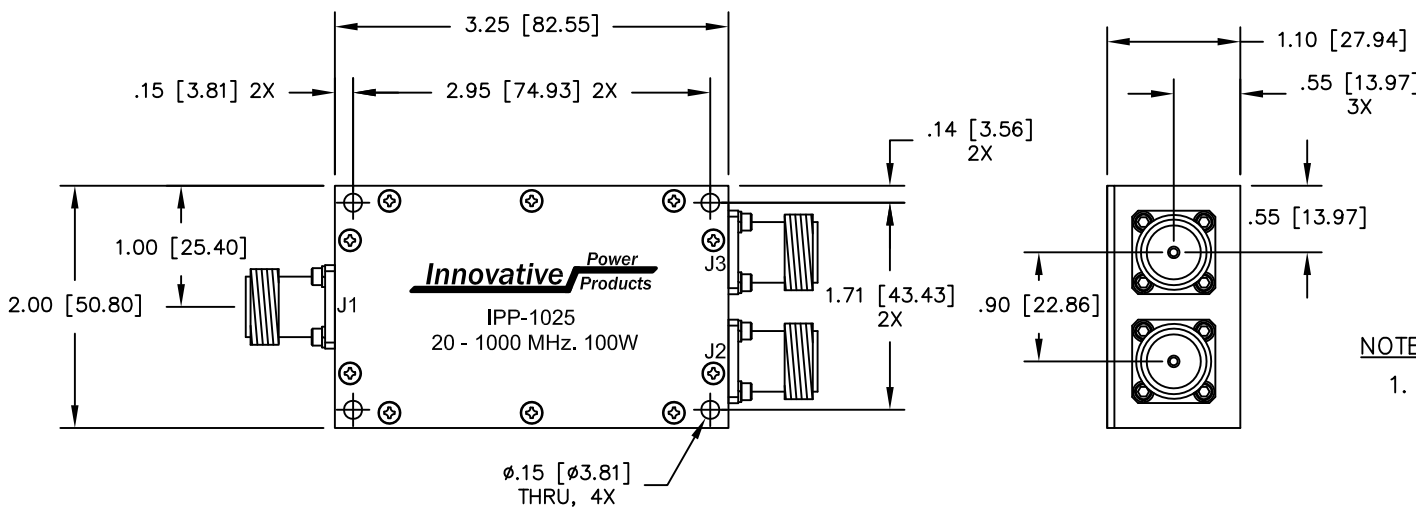 3.25 [82.55]
1.10 [27.94]
.15 [3.81] 2X
2.95 [74.93] 2X
.55 [13.97]
3X
.14 [3.56]
2X
1.00 [25.40]
.55 [13.97]
2.00 [50.80]
J1
Innovative Power Products
J3
IPP-1025
20 - 1000 MHz. 100W
J2
1.71 [43.43]
2X
.90 [22.86]
NOTE
1.
ø.15 [ø3.81]
THRU, 4X